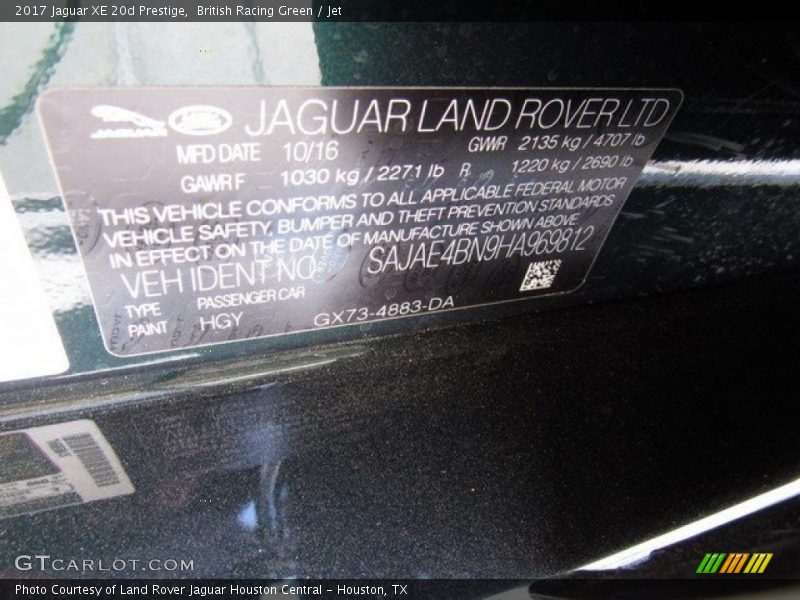 2017 Jaguar XE 20d Prestige,  British Racing Green / Jet
JAGUAR JAGUAR LAND ROVER LTD
MFD DATE 10/16 GWR 2135 kg / 4707 lb
GAWR F 1030 kg / 2271 lb R 1220 kg / 2690 lb
THIS VEHICLE CONFORMS TO ALL APPLICABLE FEDERAL MOTOR
VEHICLE SAFETY, BUMPER AND THEFT PREVENTION STANDARDS
IN EFFECT ON THE DATE OF MANUFACTURE SHOWN ABOVE
VEH IDENT NO SAJAE4BN9HA969812
TYPE PASSENGER CAR
PAINT HGY GX73-4883-DA
GTCARLOT.COM
Photo Courtesy of Land Rover Jaguar Houston Central - Houston, TX